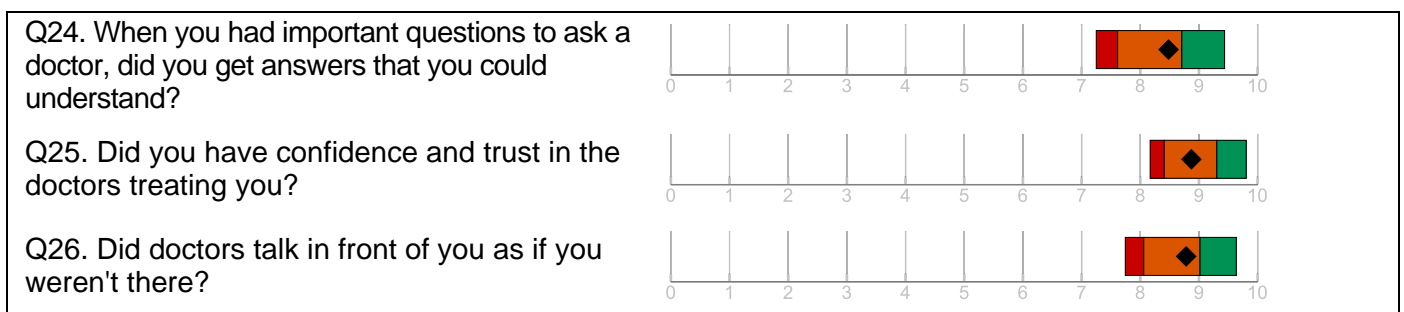 Q24. When you had important questions to ask a
doctor, did you get answers that you could
understand?
0 1 2 3 4 5 6 7 8 9 10
Q25. Did you have confidence and trust in the
doctors treating you?
0 1 2 3 4 5 6 7 8 9 10
Q26. Did doctors talk in front of you as if you
weren't there?
0 1 2 3 4 5 6 7 8 9 10